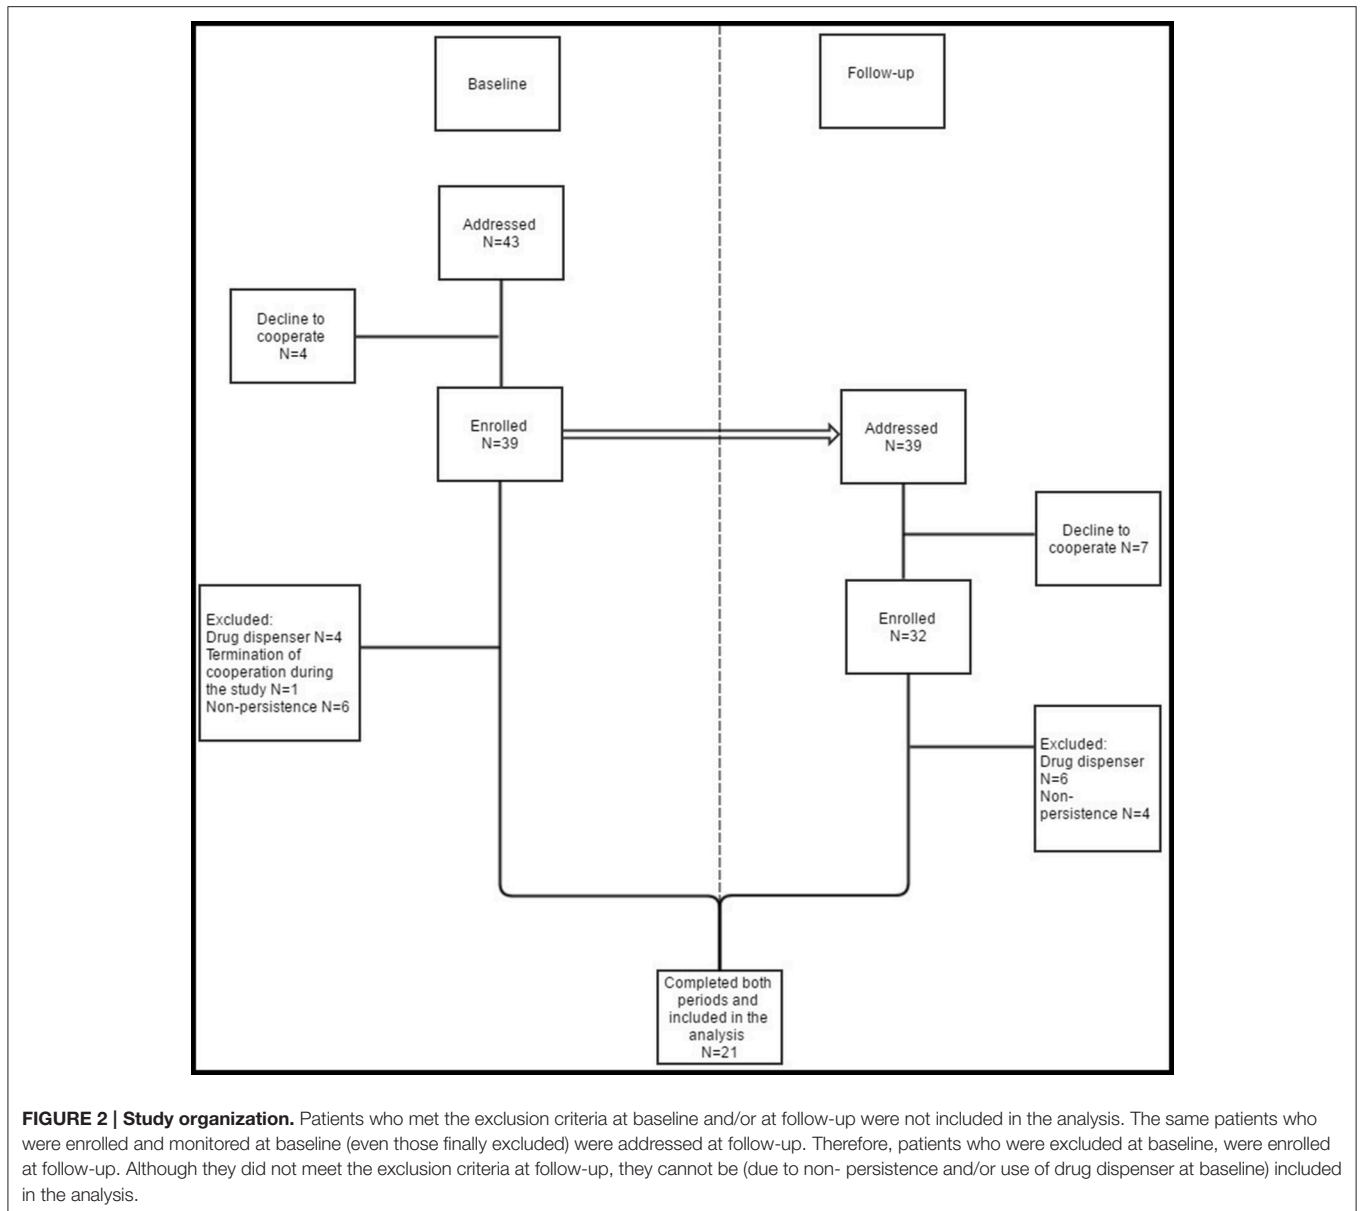 Baseline
Follow-up
Addressed
N=43
Decline to
cooperate
N=4
Enrolled
N=39
Addressed
N=39
Decline to
cooperate N=7
Excluded:
Drug dispenser N=4
Termination of
cooperation during
the study N=1
Non-persistence N=6
Enrolled
N=32
Excluded:
Drug dispenser
N=6
Non-
persistence N=4
Completed both
periods and
included in the
analysis
N=21
FIGURE 2 | Study organization. Patients who met the exclusion criteria at baseline and/or at follow-up were not included in the analysis. The same patients who
were enrolled and monitored at baseline (even those finally excluded) were addressed at follow-up. Therefore, patients who were excluded at baseline, were enrolled
at follow-up. Although they did not meet the exclusion criteria at follow-up, they cannot be (due to non- persistence and/or use of drug dispenser at baseline) included
in the analysis.